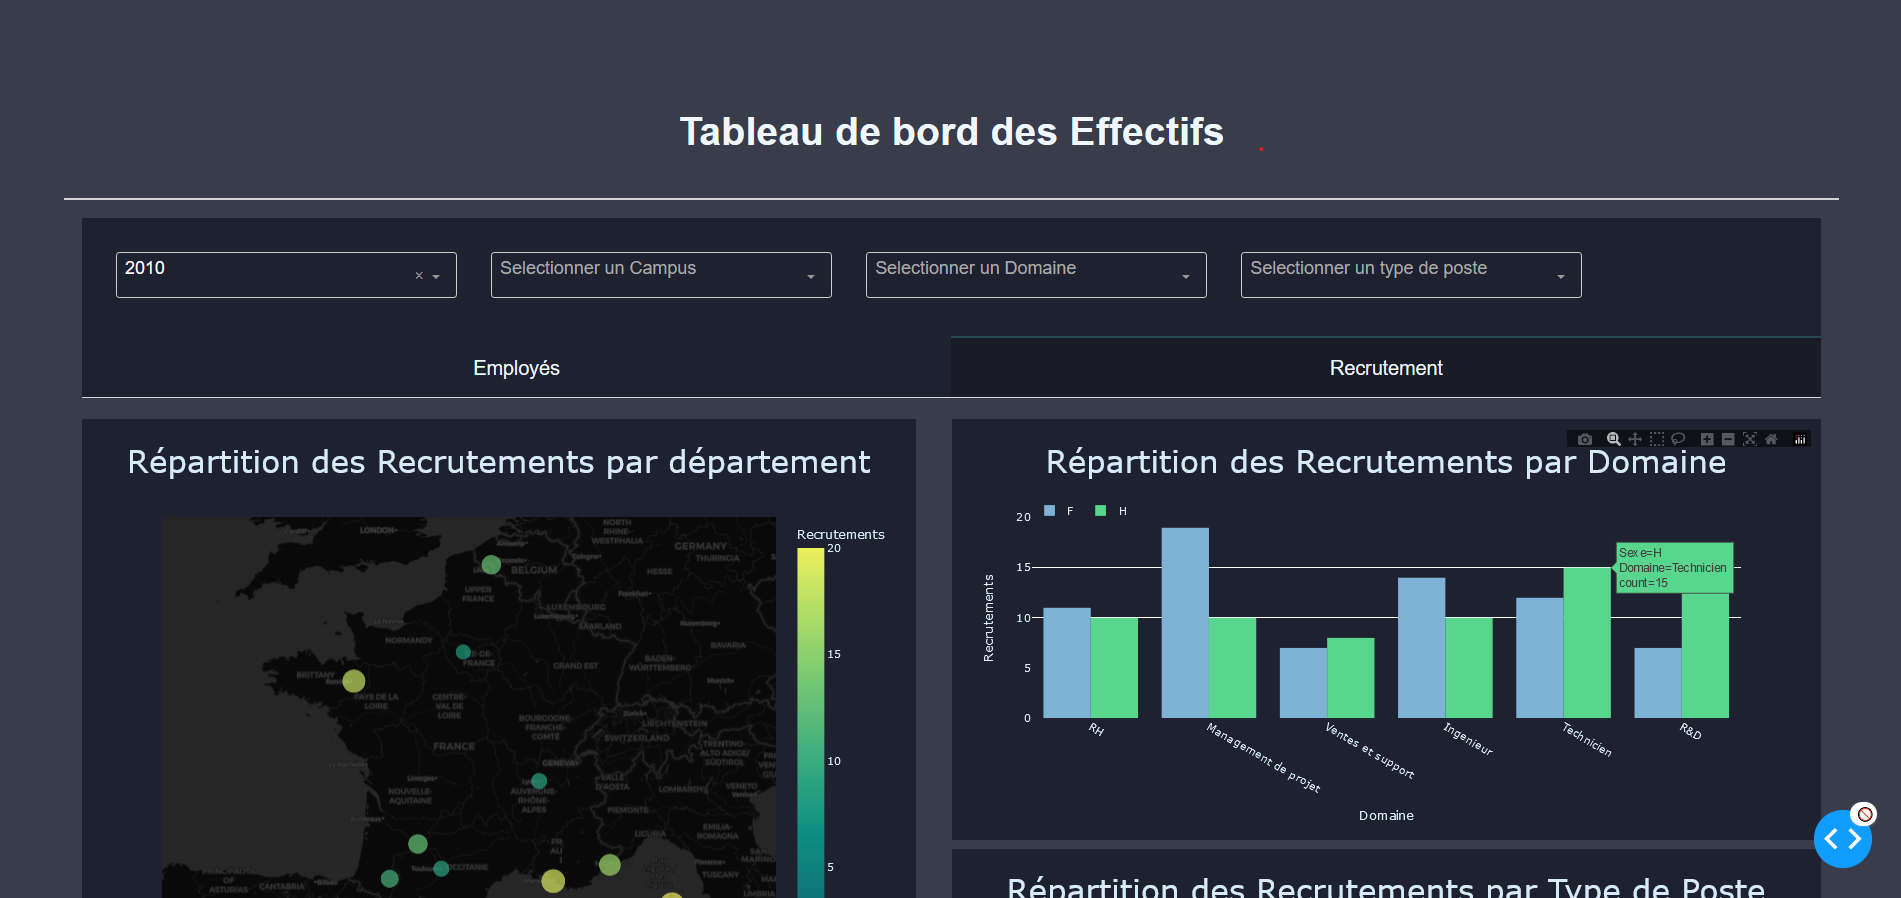 Tableau de bord des Effectifs
2010
Selectionner un Campus
Selectionner un Domaine
Selectionner un type de poste
Employés
Recrutement
Répartition des Recrutements par département
LONDON
NORTH
RHINE-
WESTPHALIA
GERMANY
THURINGIA
HESSE
BELGIUM
UPPER
FRANCE
LUXEMBOURG
SAARLAND
NORMANDY
BAVARIA
FRANCE
GRAND EST
BADEN-
WÜRTTEMBERG
BRITTANY
PAYS DE LA
LOIRE
CENTRE-
VAL DE
LOIRE
BOURGOGNE
FRANCHE-
COMTÉ
LIECHTENSTEIN
SWITZERLAND
FRANCE
TRENTINO-
ALTO ADIGE/
SÜDTIROL
GENEVA
VALLE
D'AOSTA
LOMBARDY
VENETO
NOUVELLE-
AQUITAINE
AUVERGNE-
RHÔNE-
ALPES
PIEMONTE
LIGURIA
EMILIA-
ROMAGNA
OCCITANIE
TUSCANY
PRINCIPALITY
OF
ASTURIAS
CANTABRIA
Recrutements
20
15
10
5
Répartition des Recrutements par Domaine
F
H
20
15
10
5
0
Recrutements
Sexe=H
Domaine=Technicien
count=15
RH
Management de projet
Ventes et support
Ingenieur
Technicien
R&D
Domaine
Répartition des Recrutements par Type de Poste